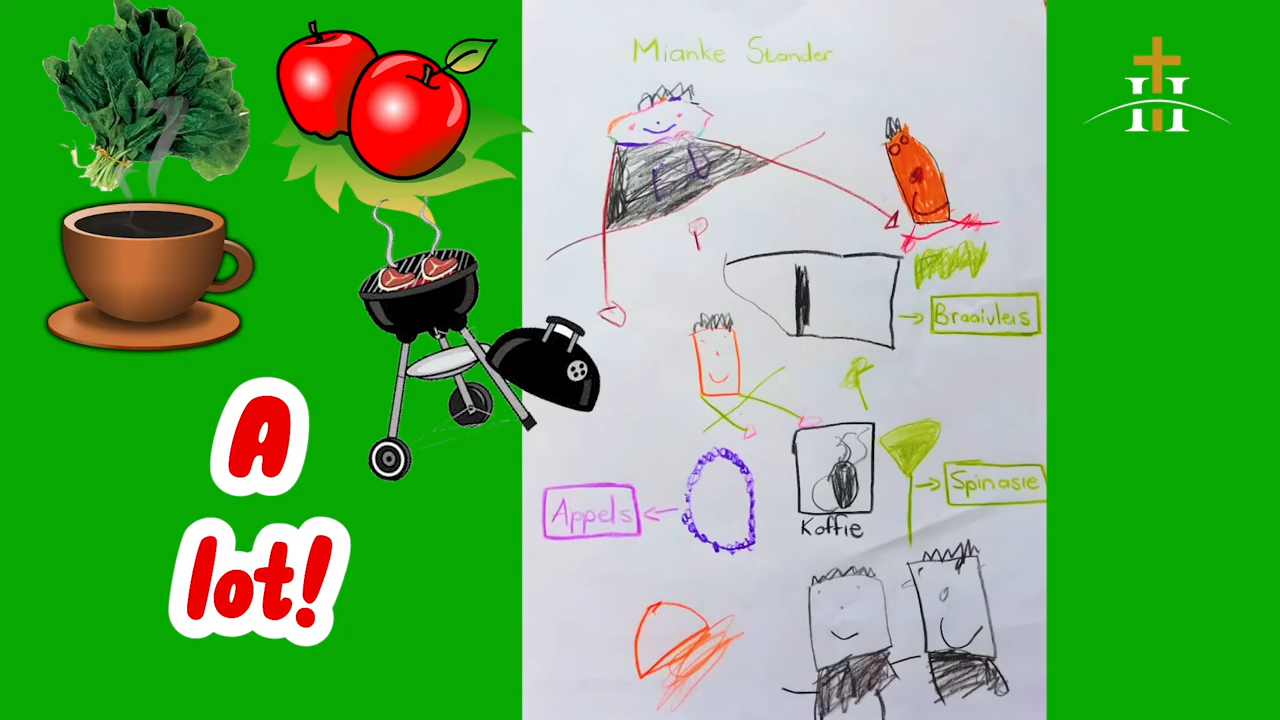 Mianke Stander
Braaivleis
Spinasie
Appels
Koffie
A
lot!